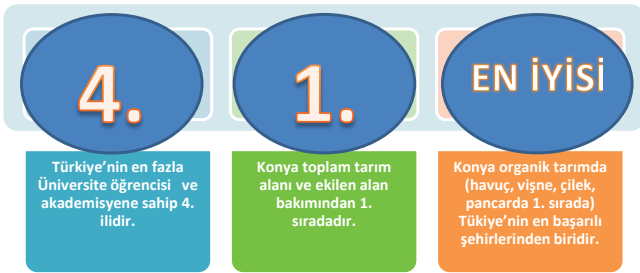 4.
Türkiye’nin en fazla
Üniversite öğrencisi ve
akademisyene sahip 4.
ilidir.
1.
Konya toplam tarım
alanı ve ekilen alan
bakımından 1.
sıradadır.
EN İYİSİ
Konya organik tarımda
(havuç, vişne, çilek,
pancarda 1. sırada)
Tükiye’nin en başarılı
şehirlerinden biridir.